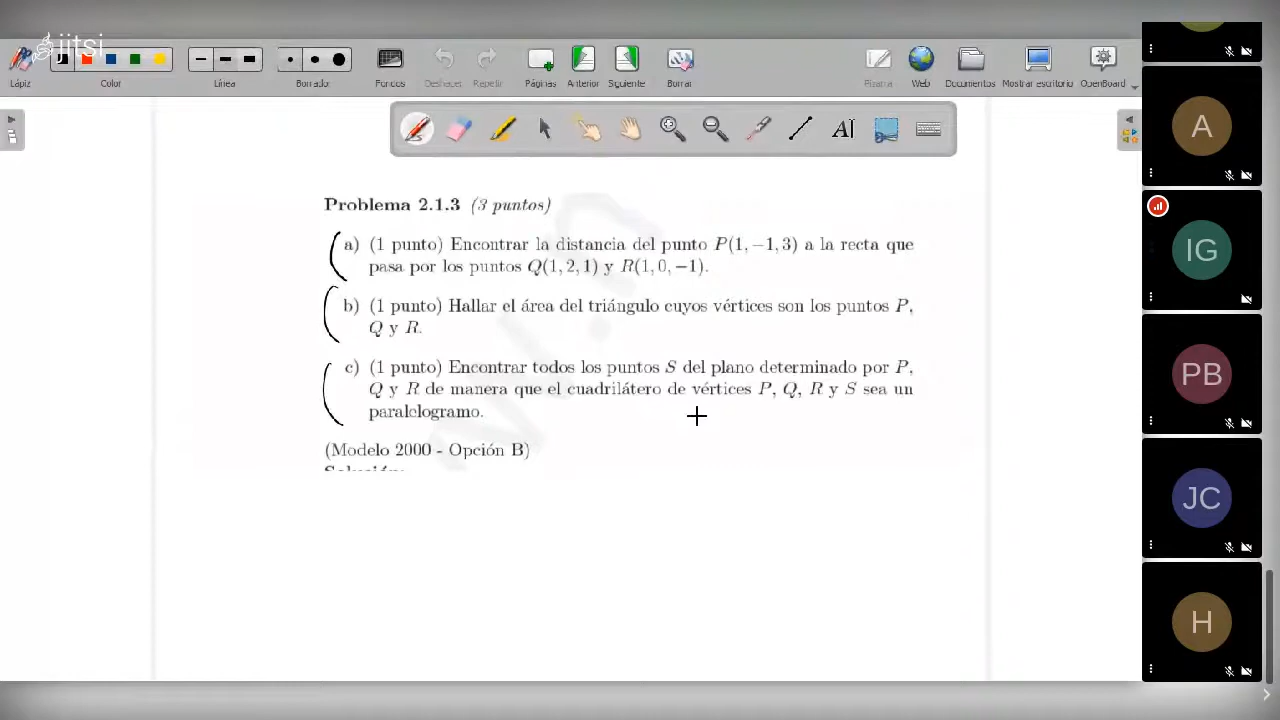 jitsi
Lápiz Color Línea Borrador Fondos Deshacer Repetir Páginas Anterior Siguiente Borrar Pizarra Web Documentos Mostrar escritorio OpenBoard
Problema 2.1.3 (3 puntos)
a) (1 punto) Encontrar la distancia del punto P(1, −1, 3) a la recta que
pasa por los puntos Q(1, 2, 1) y R(1, 0, −1).
b) (1 punto) Hallar el área del triángulo cuyos vértices son los puntos P,
Q y R.
c) (1 punto) Encontrar todos los puntos S del plano determinado por P,
Q y R de manera que el cuadrilátero de vértices P, Q, R y S sea un
paralelogramo.
(Modelo 2000 - Opción B)
Solución:
A
IG
PB
JC
H